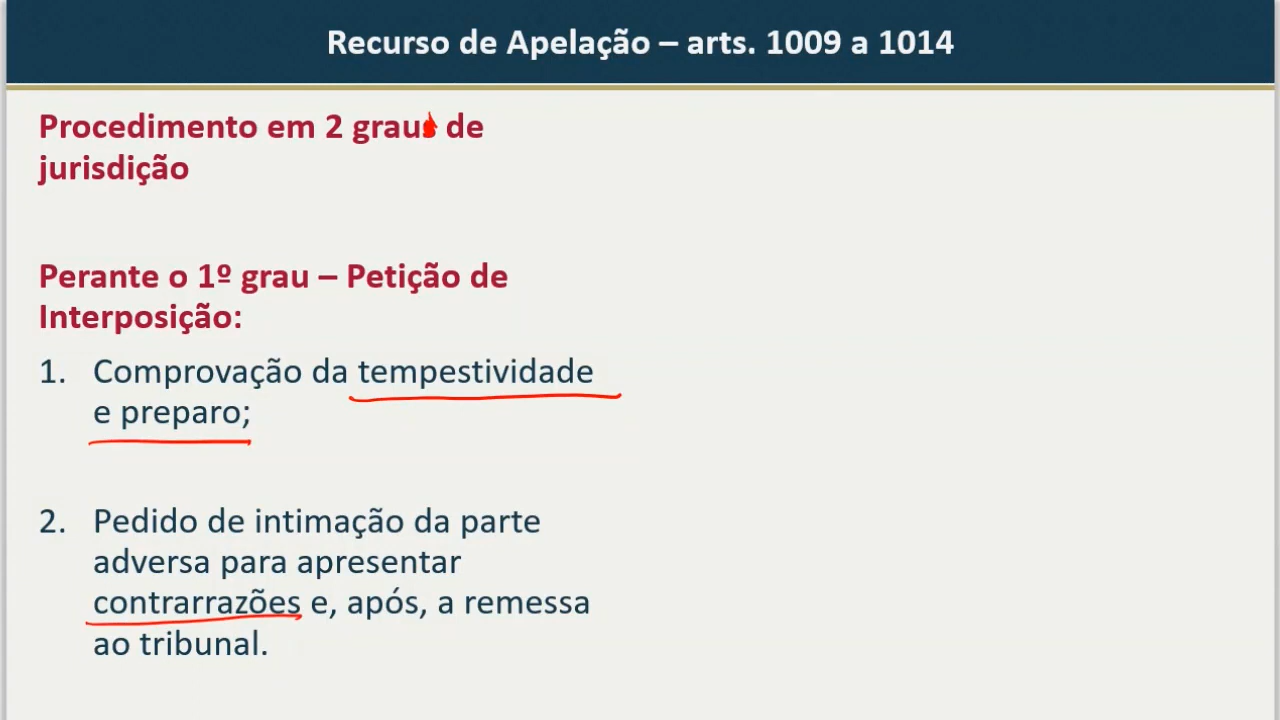 Recurso de Apelação – arts. 1009 a 1014
Procedimento em 2 graus de
jurisdição
Perante o 1º grau – Petição de
Interposição:
1. Comprovação da tempestividade
e preparo;
2. Pedido de intimação da parte
adversa para apresentar
contrarrazões e, após, a remessa
ao tribunal.